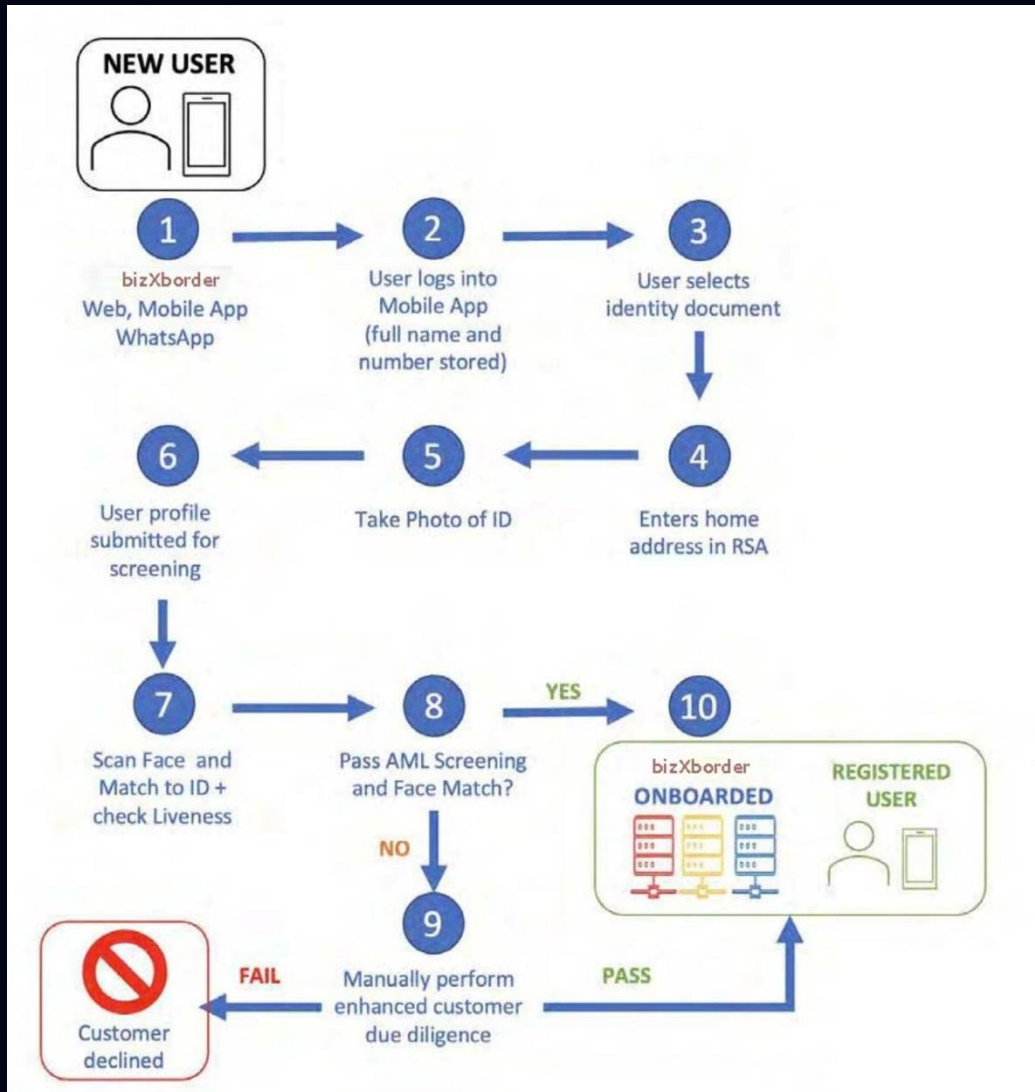 NEW USER
1
bizXborder
Web, Mobile App
WhatsApp
2
User logs into
Mobile App
(full name and
number stored)
3
User selects
identity document
4
Enters home
address in RSA
5
Take Photo of ID
6
User profile
submitted for
screening
7
Scan Face and
Match to ID +
check Liveness
8
Pass AML Screening
and Face Match?
YES
NO
9
Manually perform
enhanced customer
due diligence
FAIL
Customer
declined
PASS
10
bizXborder
ONBOARDED
REGISTERED
USER